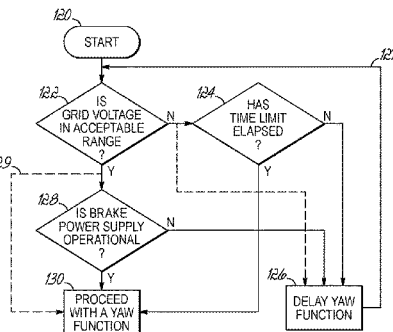 120
START
122
IS
GRID VOLTAGE
IN ACCEPTABLE
RANGE
?
N
Y
124
HAS
TIME LIMIT
ELAPSED
?
N
Y
128
IS BRAKE
POWER SUPPLY
OPERATIONAL
?
N
Y
130
PROCEED
WITH A YAW
FUNCTION
126
DELAY YAW
FUNCTION